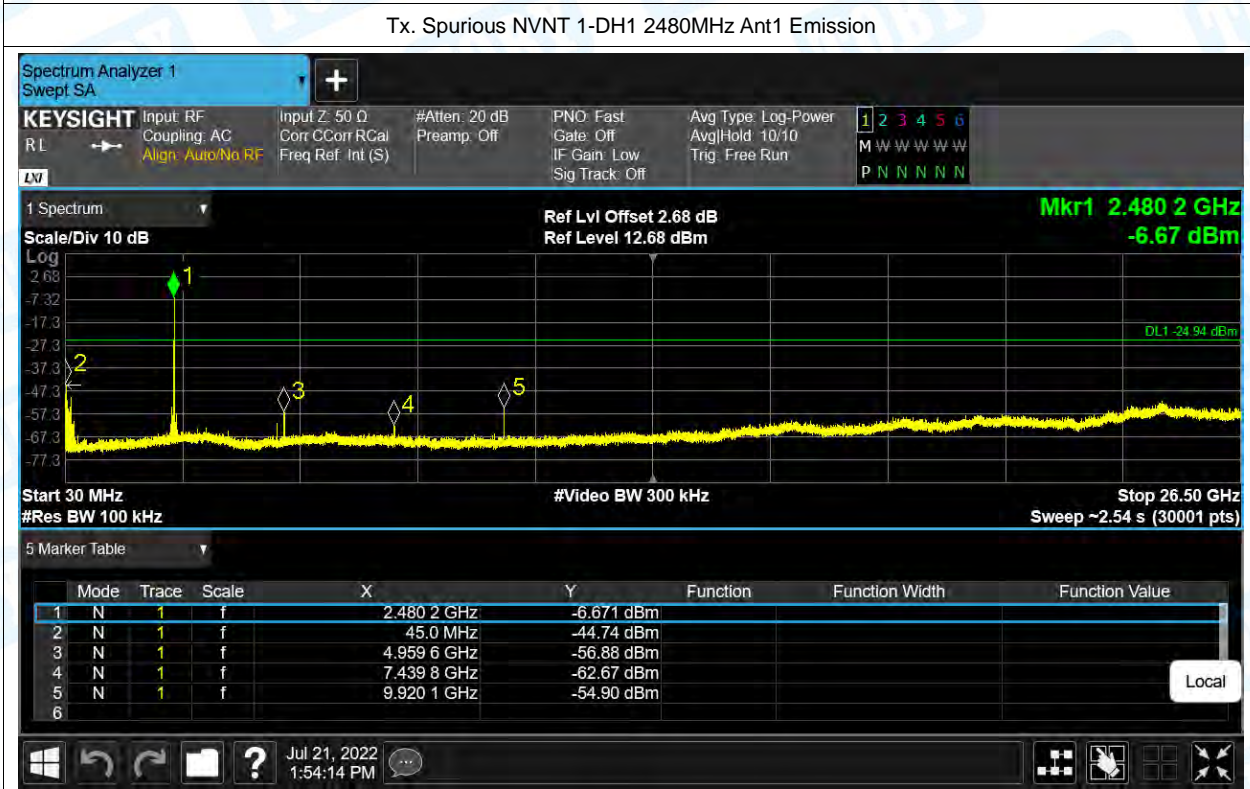 Tx. Spurious NVNT 1-DH1 2480MHz Ant1 Emission
Spectrum Analyzer 1
Swept SA
+
KEYSIGHT Input: RF Input Z: 50 Ω #Atten: 20 dB PNO: Fast Avg Type: Log-Power 1 2 3 4 5 6
RL Coupling: AC Corr CCorr RCal Preamp: Off Gate: Off Avg|Hold: 10/10 M W W W W W
Align: Auto/No RF Freq Ref: Int (S) IF Gain: Low Trig: Free Run
LXI Sig Track: Off P N N N N N
1 Spectrum Ref Lvl Offset 2.68 dB Mkr1 2.480 2 GHz
Scale/Div 10 dB Ref Level 12.68 dBm -6.67 dBm
Log
2.68
1
-7.32
-17.3
DL1 -24.94 dBm
-27.3
-37.3 2
-47.3 3 5
-57.3 4
-67.3
-77.3
Start 30 MHz #Video BW 300 kHz Stop 26.50 GHz
#Res BW 100 kHz Sweep ~2.54 s (30001 pts)
5 Marker Table
Mode Trace Scale X Y Function Function Width Function Value
1 N 1 f 2.480 2 GHz -6.671 dBm
2 N 1 f 45.0 MHz -44.74 dBm
3 N 1 f 4.959 6 GHz -56.88 dBm
4 N 1 f 7.439 8 GHz -62.67 dBm
5 N 1 f 9.920 1 GHz -54.90 dBm
6
Local
? Jul 21, 2022
1:54:14 PM